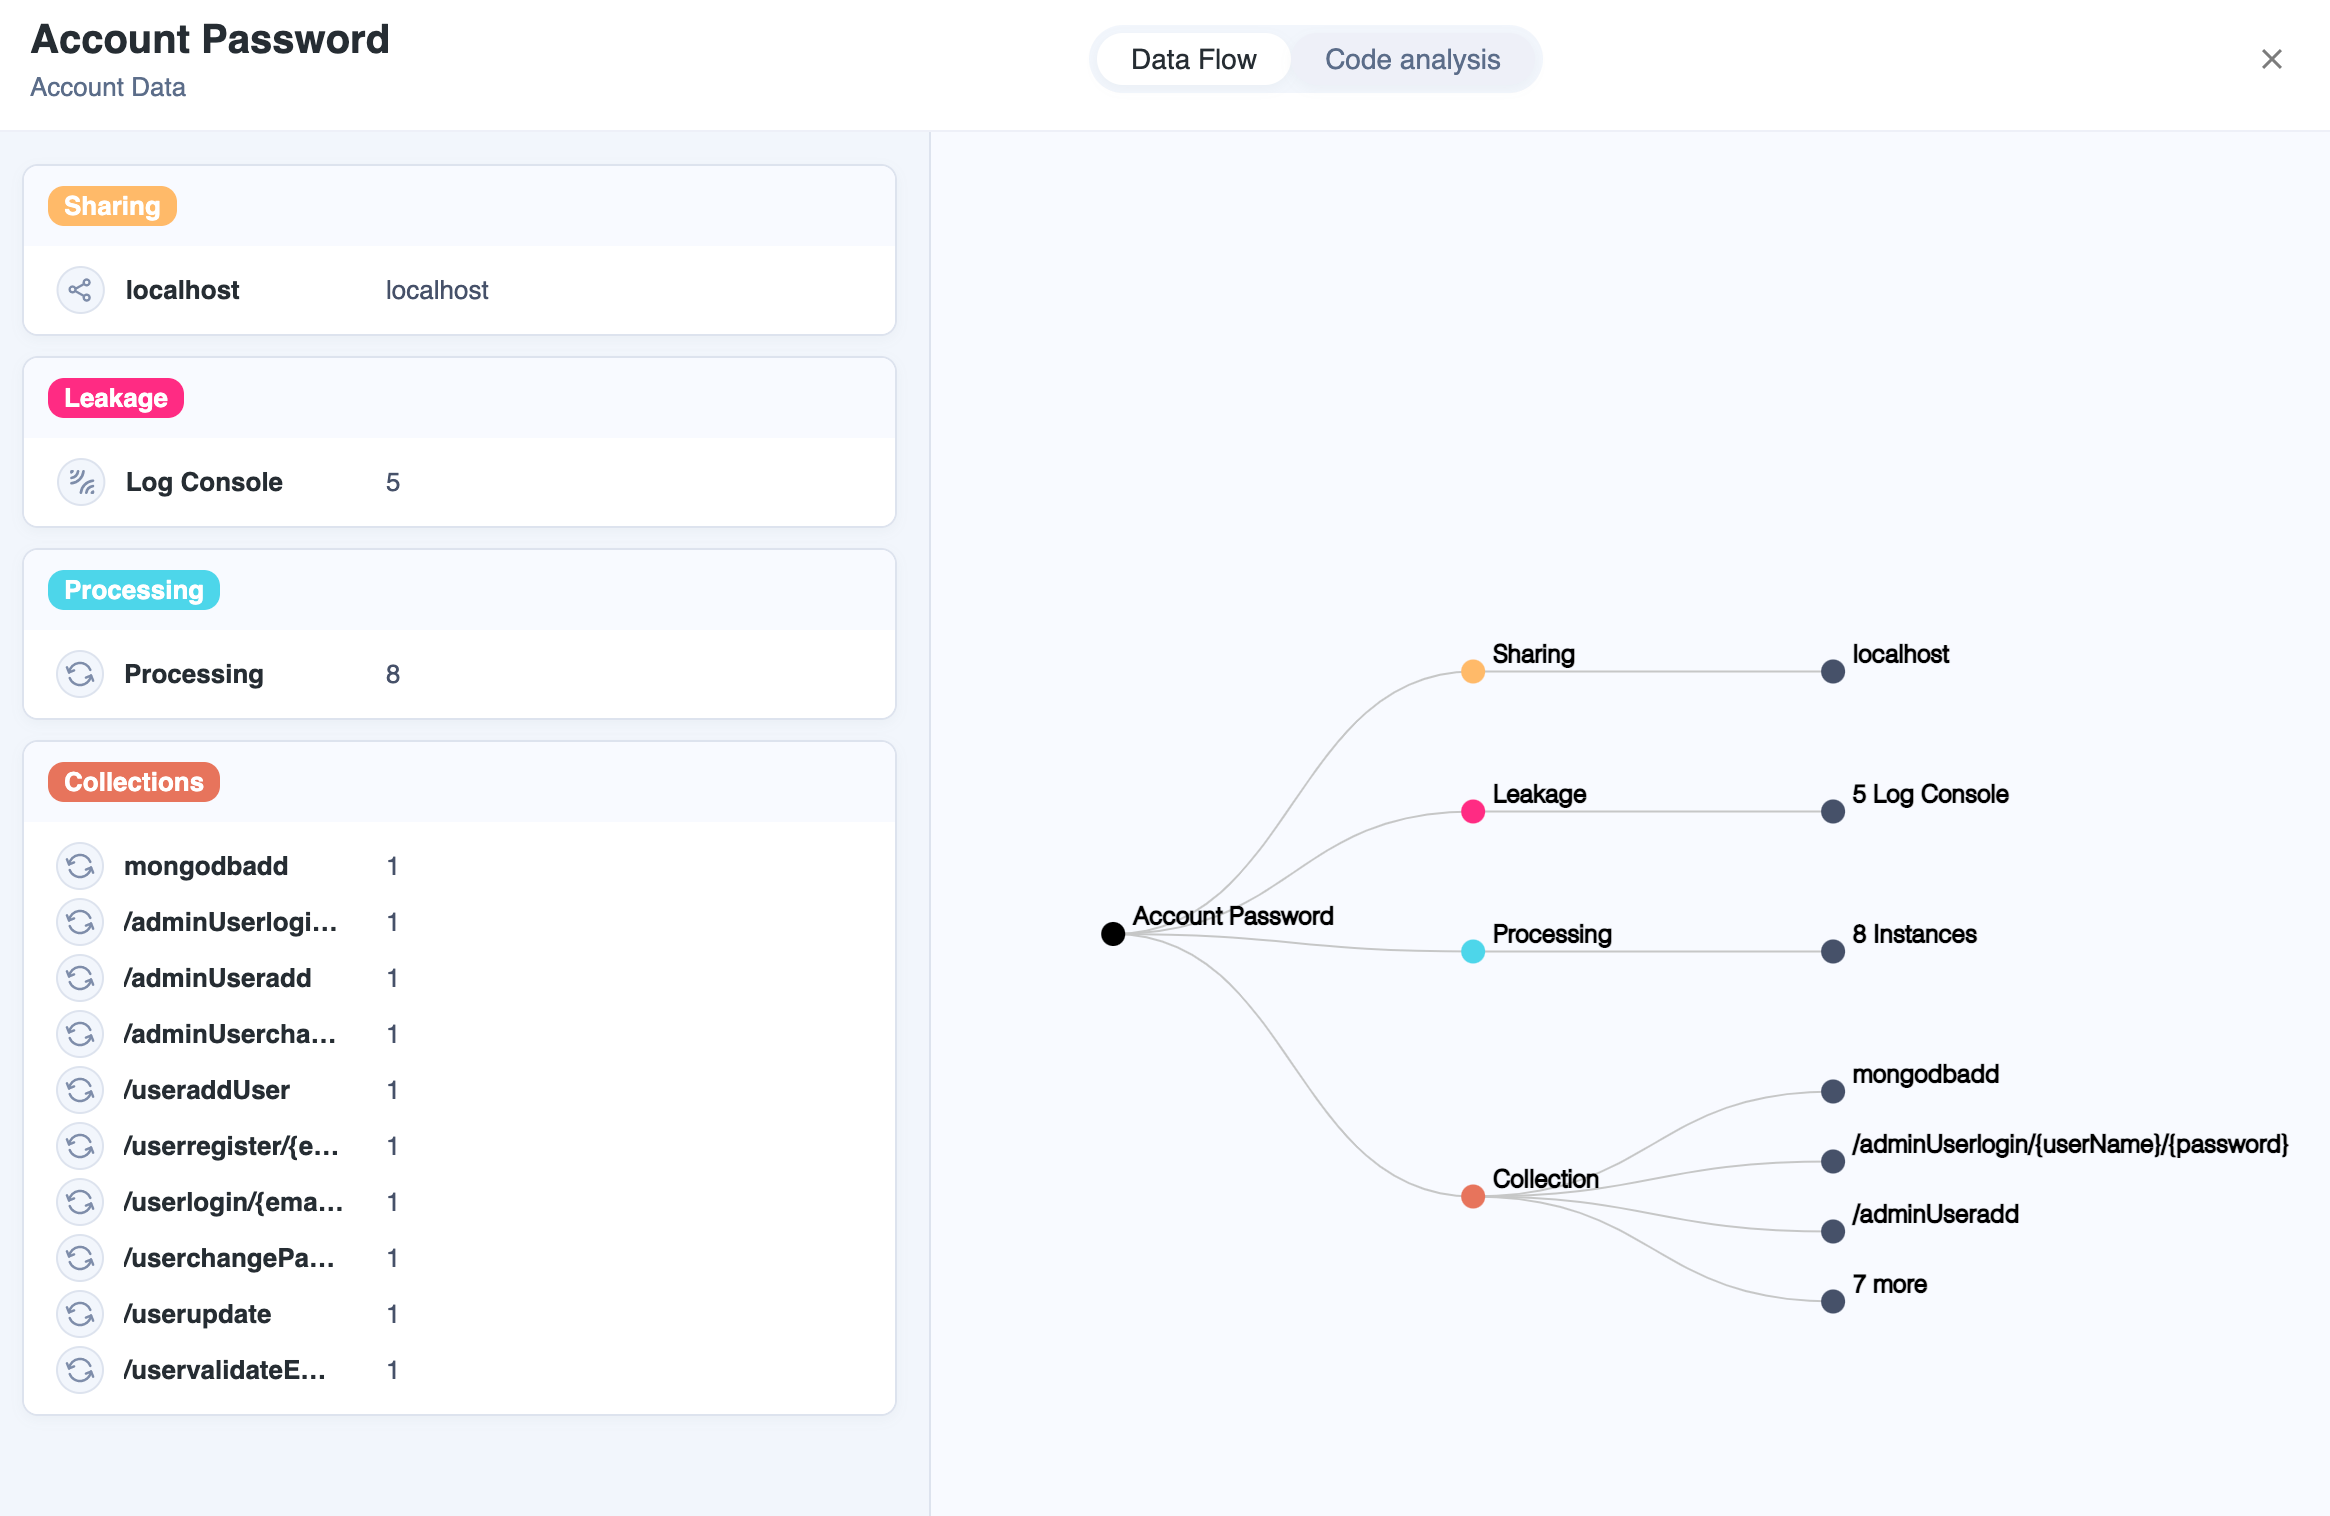 Account Password
Account Data
Data Flow
Code analysis
Sharing
localhost localhost
Leakage
Log Console 5
Processing
Processing 8
Collections
mongodbadd 1
/adminUserlogi... 1
/adminUseradd 1
/adminUsercha... 1
/useraddUser 1
/userregister/{e... 1
/userlogin/{ema... 1
/userchangePa... 1
/userupdate 1
/uservalidateE... 1
Account Password
Sharing
localhost
Leakage
5 Log Console
Processing
8 Instances
Collection
mongodbadd
/adminUserlogin/{userName}/{password}
/adminUseradd
7 more